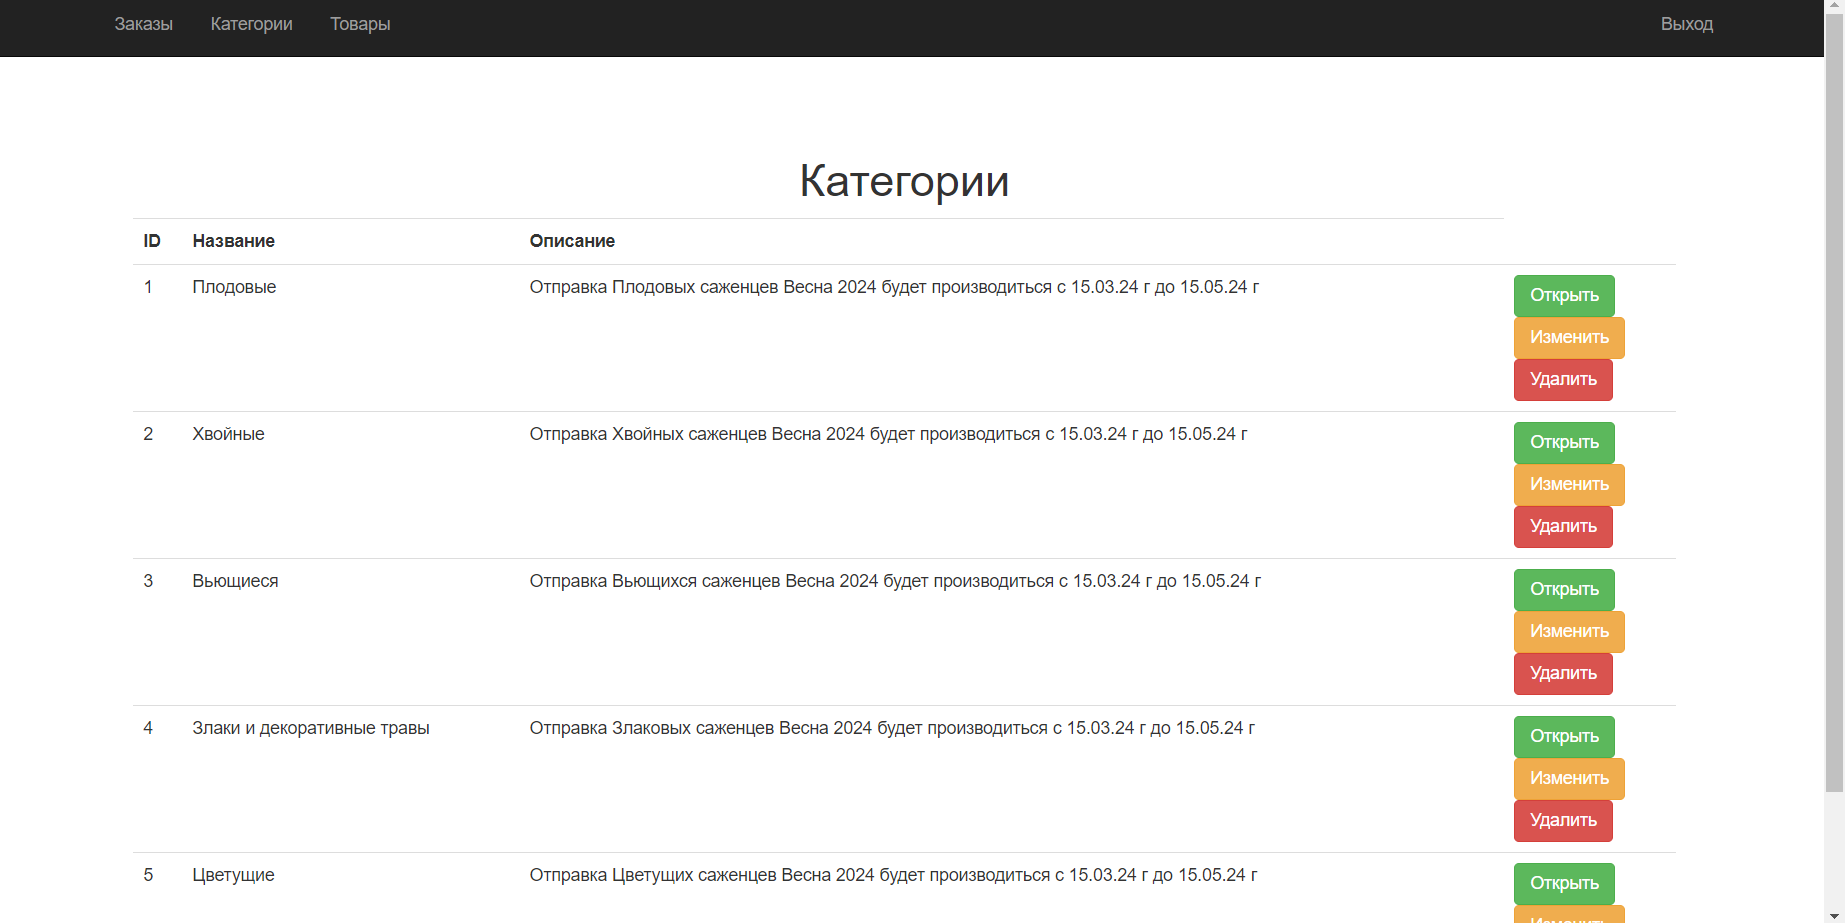 Заказы Категории Товары Выход
Категории
ID Название Описание
1 Плодовые Отправка Плодовых саженцев Весна 2024 будет производиться с 15.03.24 г до 15.05.24 г Открыть
Изменить
Удалить
2 Хвойные Отправка Хвойных саженцев Весна 2024 будет производиться с 15.03.24 г до 15.05.24 г Открыть
Изменить
Удалить
3 Вьющиеся Отправка Вьющихся саженцев Весна 2024 будет производиться с 15.03.24 г до 15.05.24 г Открыть
Изменить
Удалить
4 Злаки и декоративные травы Отправка Злаковых саженцев Весна 2024 будет производиться с 15.03.24 г до 15.05.24 г Открыть
Изменить
Удалить
5 Цветущие Отправка Цветущих саженцев Весна 2024 будет производиться с 15.03.24 г до 15.05.24 г Открыть
Изменить